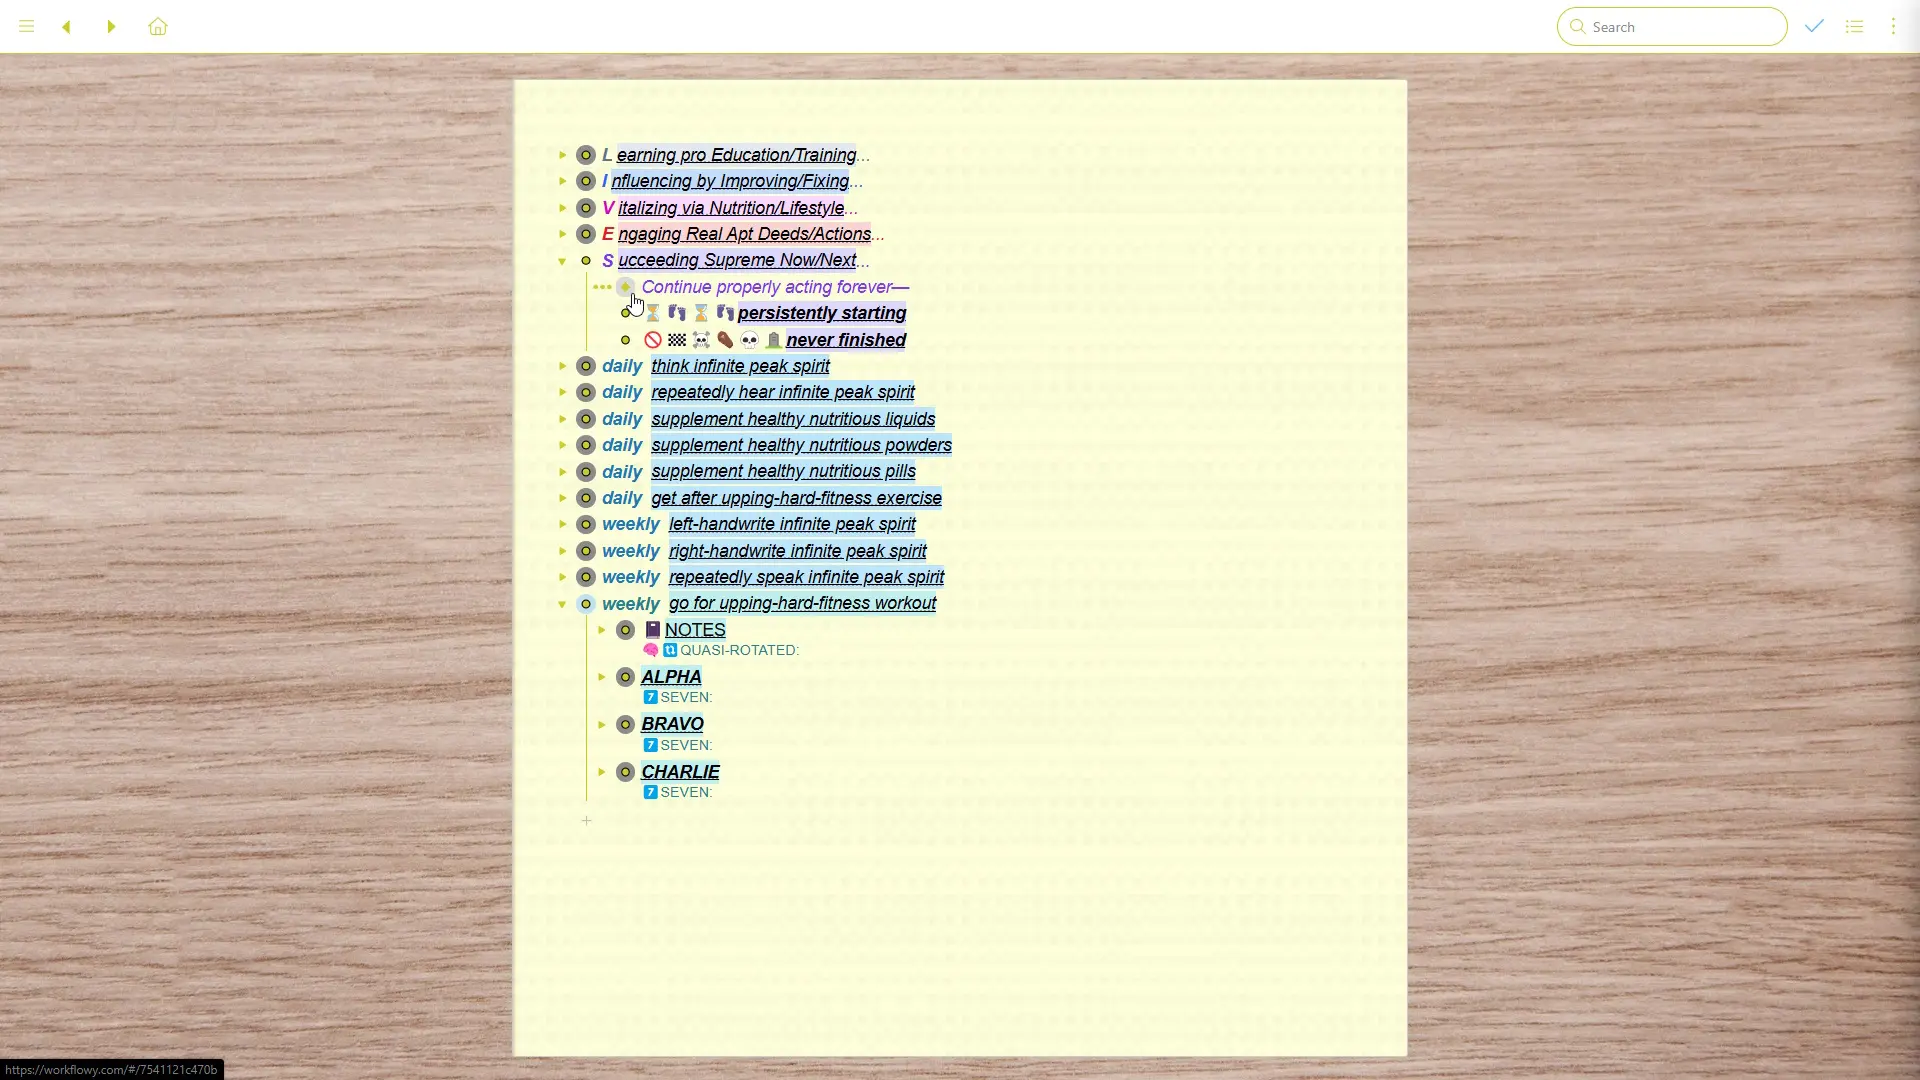 Search
L earning pro Education/Training...
I nfluencing by Improving/Fixing...
V italizing via Nutrition/Lifestyle...
E ngaging Real Apt Deeds/Actions...
S ucceeding Supreme Now/Next...
Continue properly acting forever—
⏳ 👣 ⏳ 👣 persistently starting
🚫 🏁 ☠️ ⚰️ 💀 🪦 never finished
daily think infinite peak spirit
daily repeatedly hear infinite peak spirit
daily supplement healthy nutritious liquids
daily supplement healthy nutritious powders
daily supplement healthy nutritious pills
daily get after upping-hard-fitness exercise
weekly left-handwrite infinite peak spirit
weekly right-handwrite infinite peak spirit
weekly repeatedly speak infinite peak spirit
weekly go for upping-hard-fitness workout
📓 NOTES
🧠 🔃 QUASI-ROTATED:
ALPHA
7️⃣ SEVEN:
BRAVO
7️⃣ SEVEN:
CHARLIE
7️⃣ SEVEN:
https://workflowy.com/#/7541121c470b